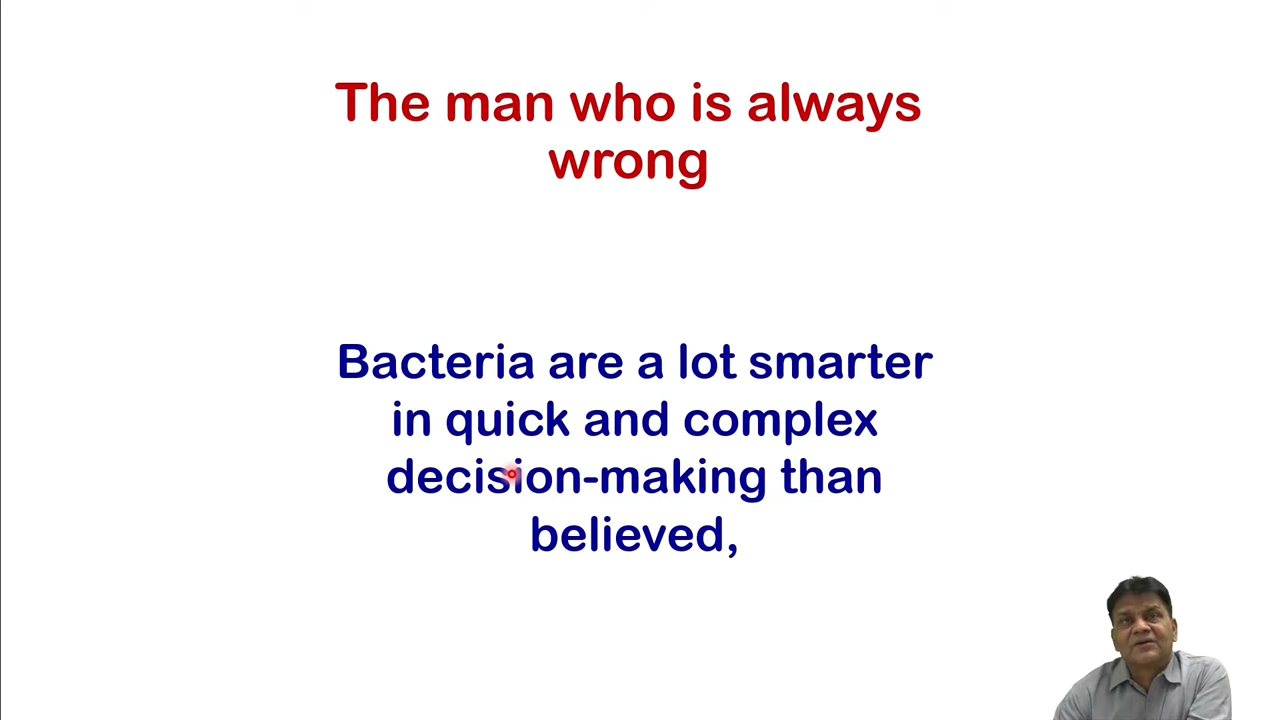 The man who is always
wrong
Bacteria are a lot smarter
in quick and complex
decision-making than
believed,